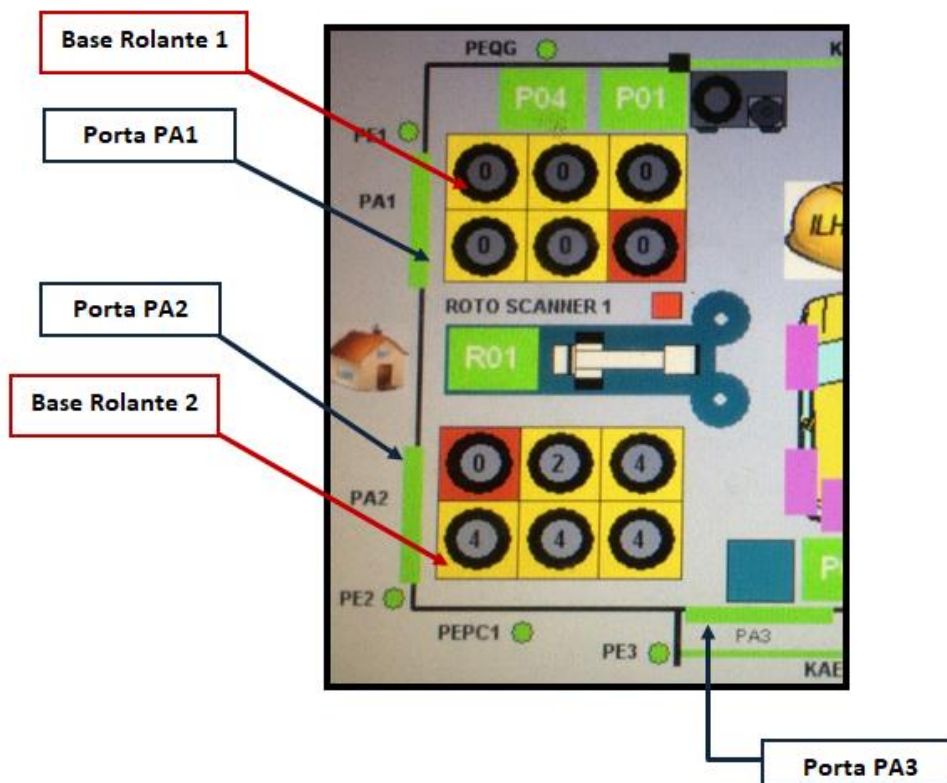 Base Rolante 1
PEQG
K
P04
P01
Porta PA1
PE1
0
0
0
PA1
0
0
0
ILH
Porta PA2
ROTO SCANNER 1
R01
Base Rolante 2
0
2
4
PA2
4
4
4
P
PE2
PEPC1
PA3
PE3
KAE
Porta PA3